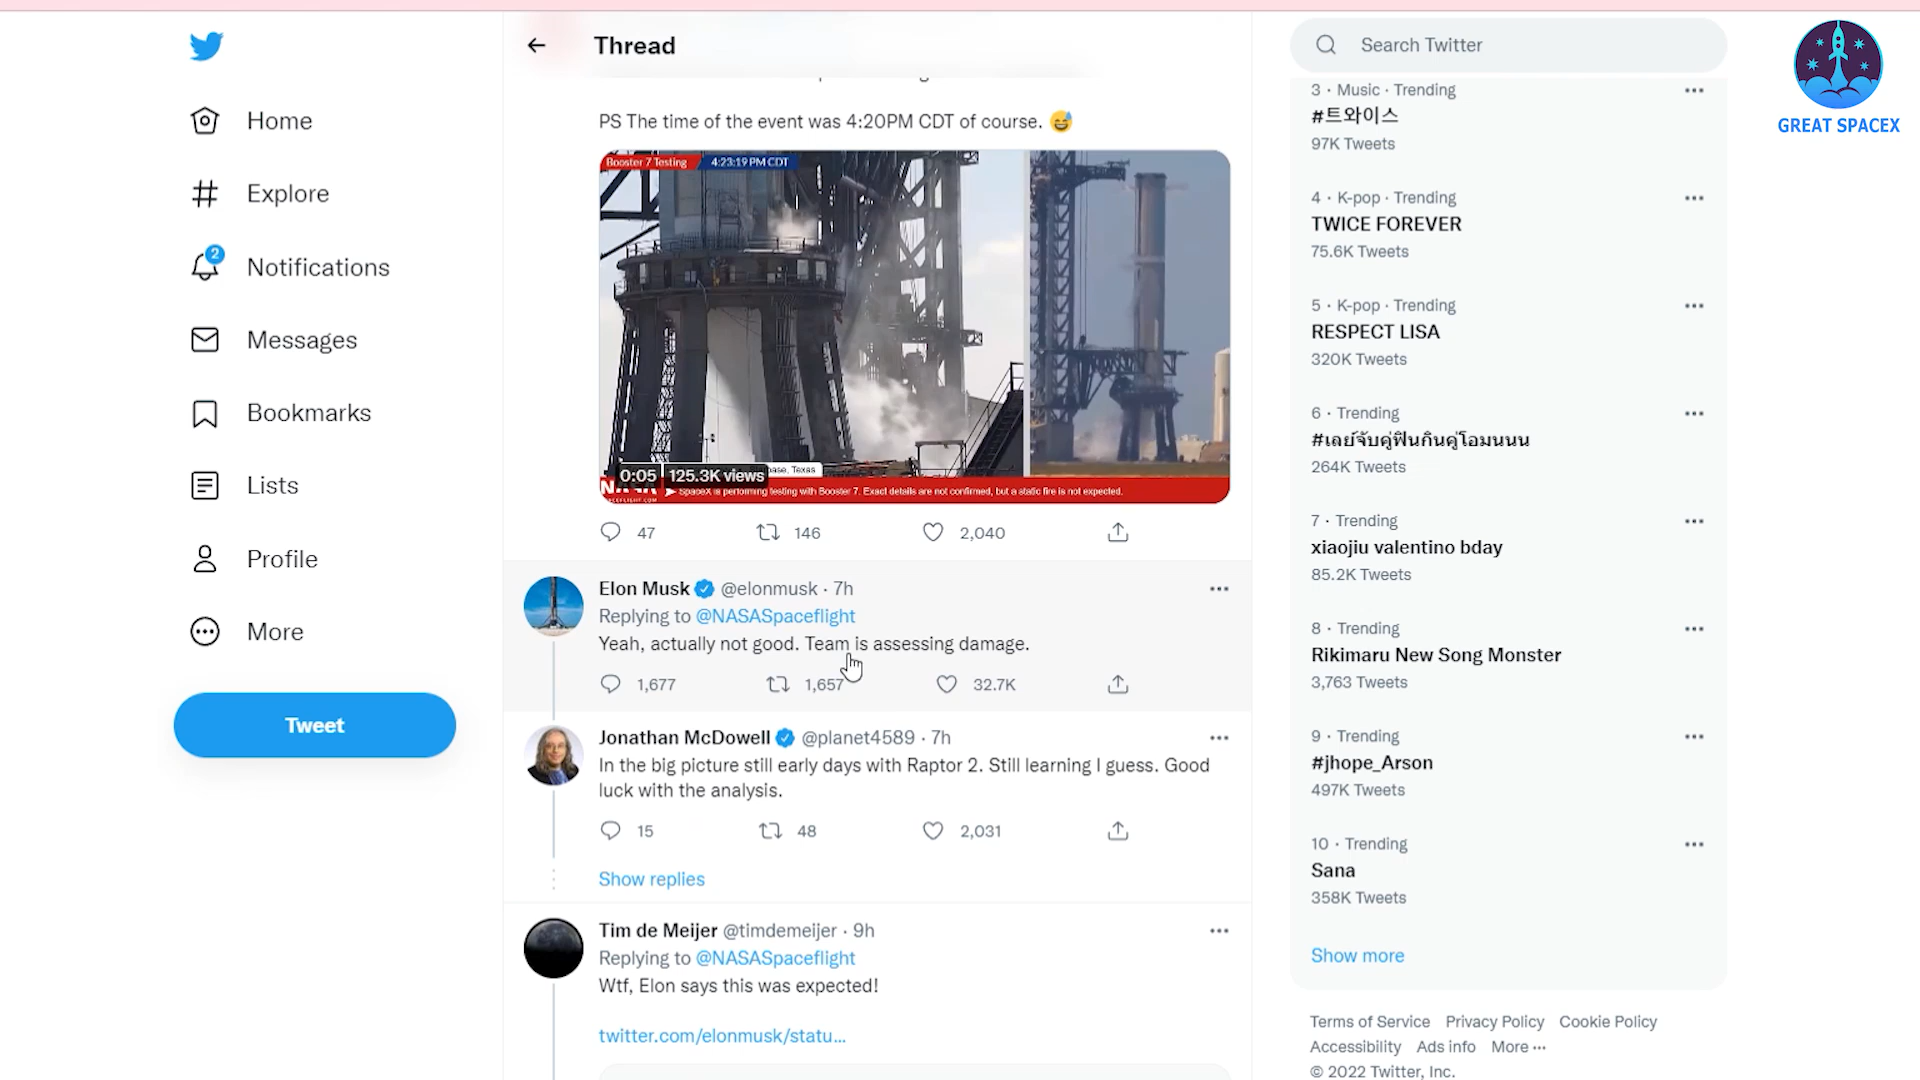 Home
Explore
2
Notifications
Messages
Bookmarks
Lists
Profile
More
Tweet
Thread
PS The time of the event was 4:20PM CDT of course. 😅
Booster 7 Testing 4:23:19 PM CDT
0:05 125.3K views
base, Texas
SpaceX is performing testing with Booster 7. Exact details are not confirmed, but a static fire is not expected.
47 146 2,040
Elon Musk @elonmusk · 7h
Replying to @NASASpaceflight
Yeah, actually not good. Team is assessing damage.
1,677 1,657 32.7K
Jonathan McDowell @planet4589 · 7h
In the big picture still early days with Raptor 2. Still learning I guess. Good
luck with the analysis.
15 48 2,031
Show replies
Tim de Meijer @timdemeijer · 9h
Replying to @NASASpaceflight
Wtf, Elon says this was expected!
twitter.com/elonmusk/statu...
Search Twitter
3 · Music · Trending
#트와이스
97K Tweets
4 · K-pop · Trending
TWICE FOREVER
75.6K Tweets
5 · K-pop · Trending
RESPECT LISA
320K Tweets
6 · Trending
#เลย์จับคู่ฟินกินคู่โอมนนน
264K Tweets
7 · Trending
xiaojiu valentino bday
85.2K Tweets
8 · Trending
Rikimaru New Song Monster
3,763 Tweets
9 · Trending
#jhope_Arson
497K Tweets
10 · Trending
Sana
358K Tweets
Show more
Terms of Service Privacy Policy Cookie Policy
Accessibility Ads info More ···
© 2022 Twitter, Inc.
GREAT SPACEX